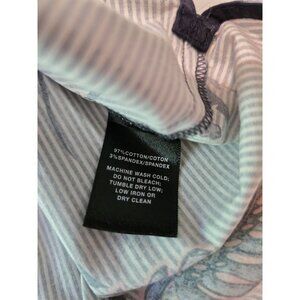 97%COTTON/COTON
3%SPANDEX/SPANDEX
MACHINE WASH COLD;
DO NOT BLEACH;
TUMBLE DRY LOW;
LOW IRON OR
DRY CLEAN